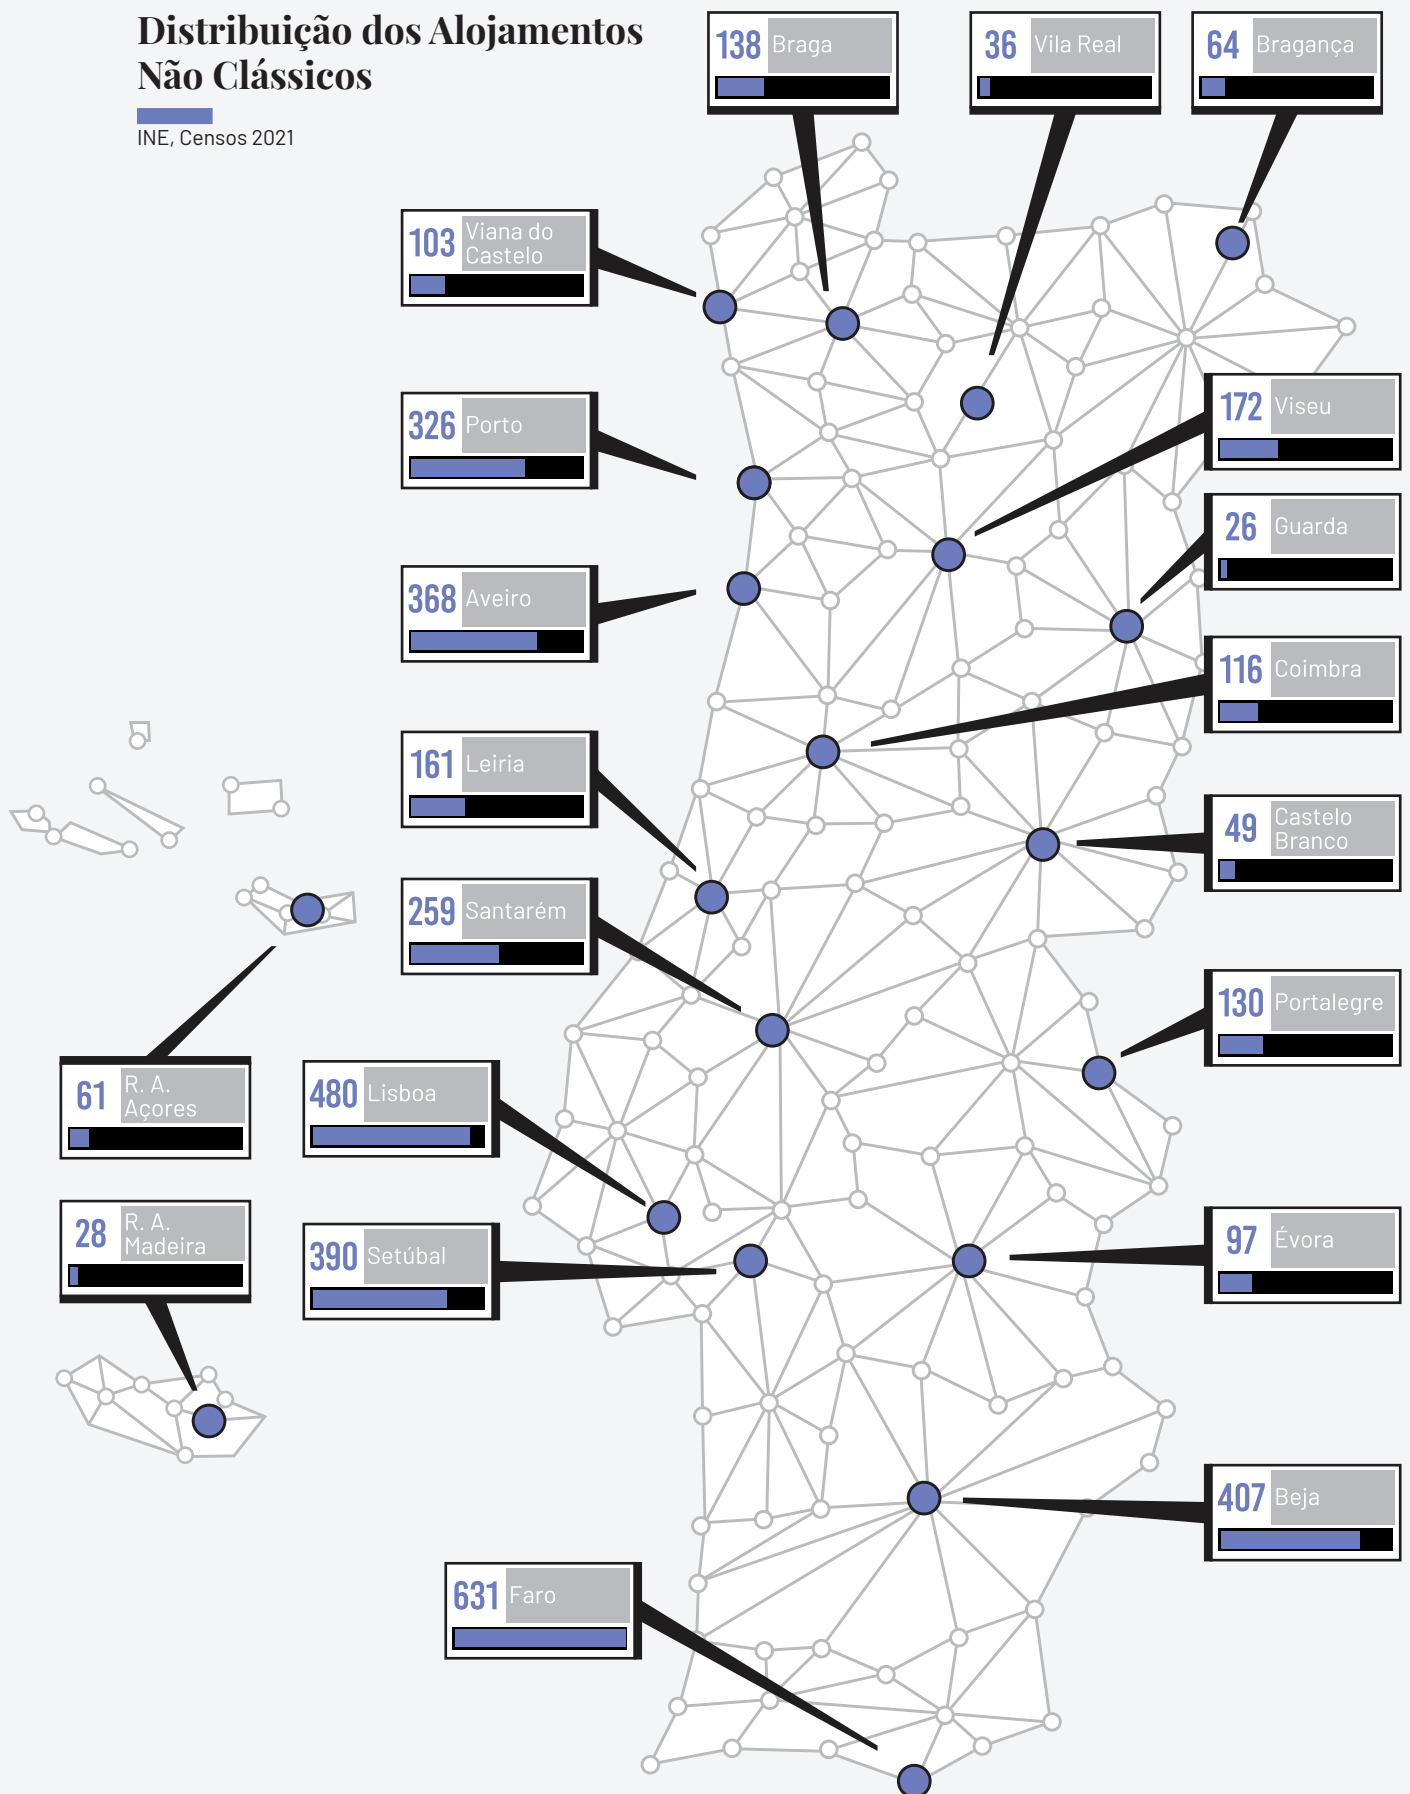 Distribuição dos Alojamentos
Não Clássicos
INE, Censos 2021
138 Braga
36 Vila Real
64 Bragança
103 Viana do
Castelo
326 Porto
172 Viseu
26 Guarda
368 Aveiro
116 Coimbra
161 Leiria
49 Castelo
Branco
259 Santarém
130 Portalegre
61 R. A.
Açores
480 Lisboa
28 R. A.
Madeira
390 Setúbal
97 Évora
407 Beja
631 Faro